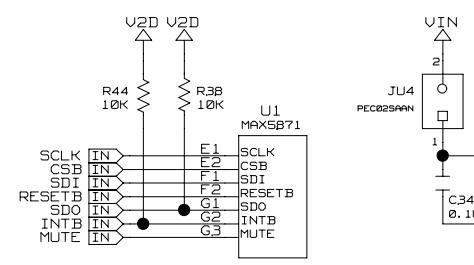 V2D V2D
VIN
R44
10K
R38
10K
2
JU4
PEC02SAAN
1
U1
MAX5871
SCLK IN E1 SCLK
CSB IN E2 CSB
SDI IN F1 SDI
RESETB IN F2 RESETB
SDO IN G1 SDO
INTB IN G2 INTB
MUTE IN G3 MUTE
C34